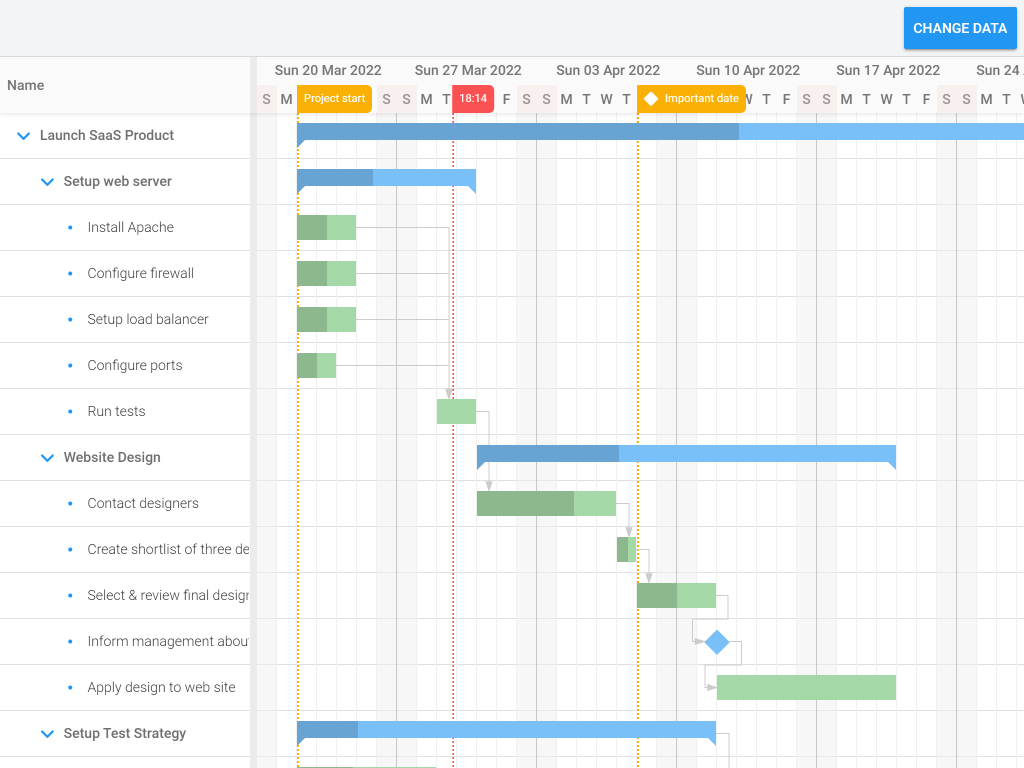 CHANGE DATA
Name
Sun 20 Mar 2022 Sun 27 Mar 2022 Sun 03 Apr 2022 Sun 10 Apr 2022 Sun 17 Apr 2022 Sun 24
S M Project start S S M T 18:14 F S S M T W T Important date W T F S S M T W T F S S M T W
Launch SaaS Product
Setup web server
Install Apache
Configure firewall
Setup load balancer
Configure ports
Run tests
Website Design
Contact designers
Create shortlist of three de
Select & review final design
Inform management abou
Apply design to web site
Setup Test Strategy